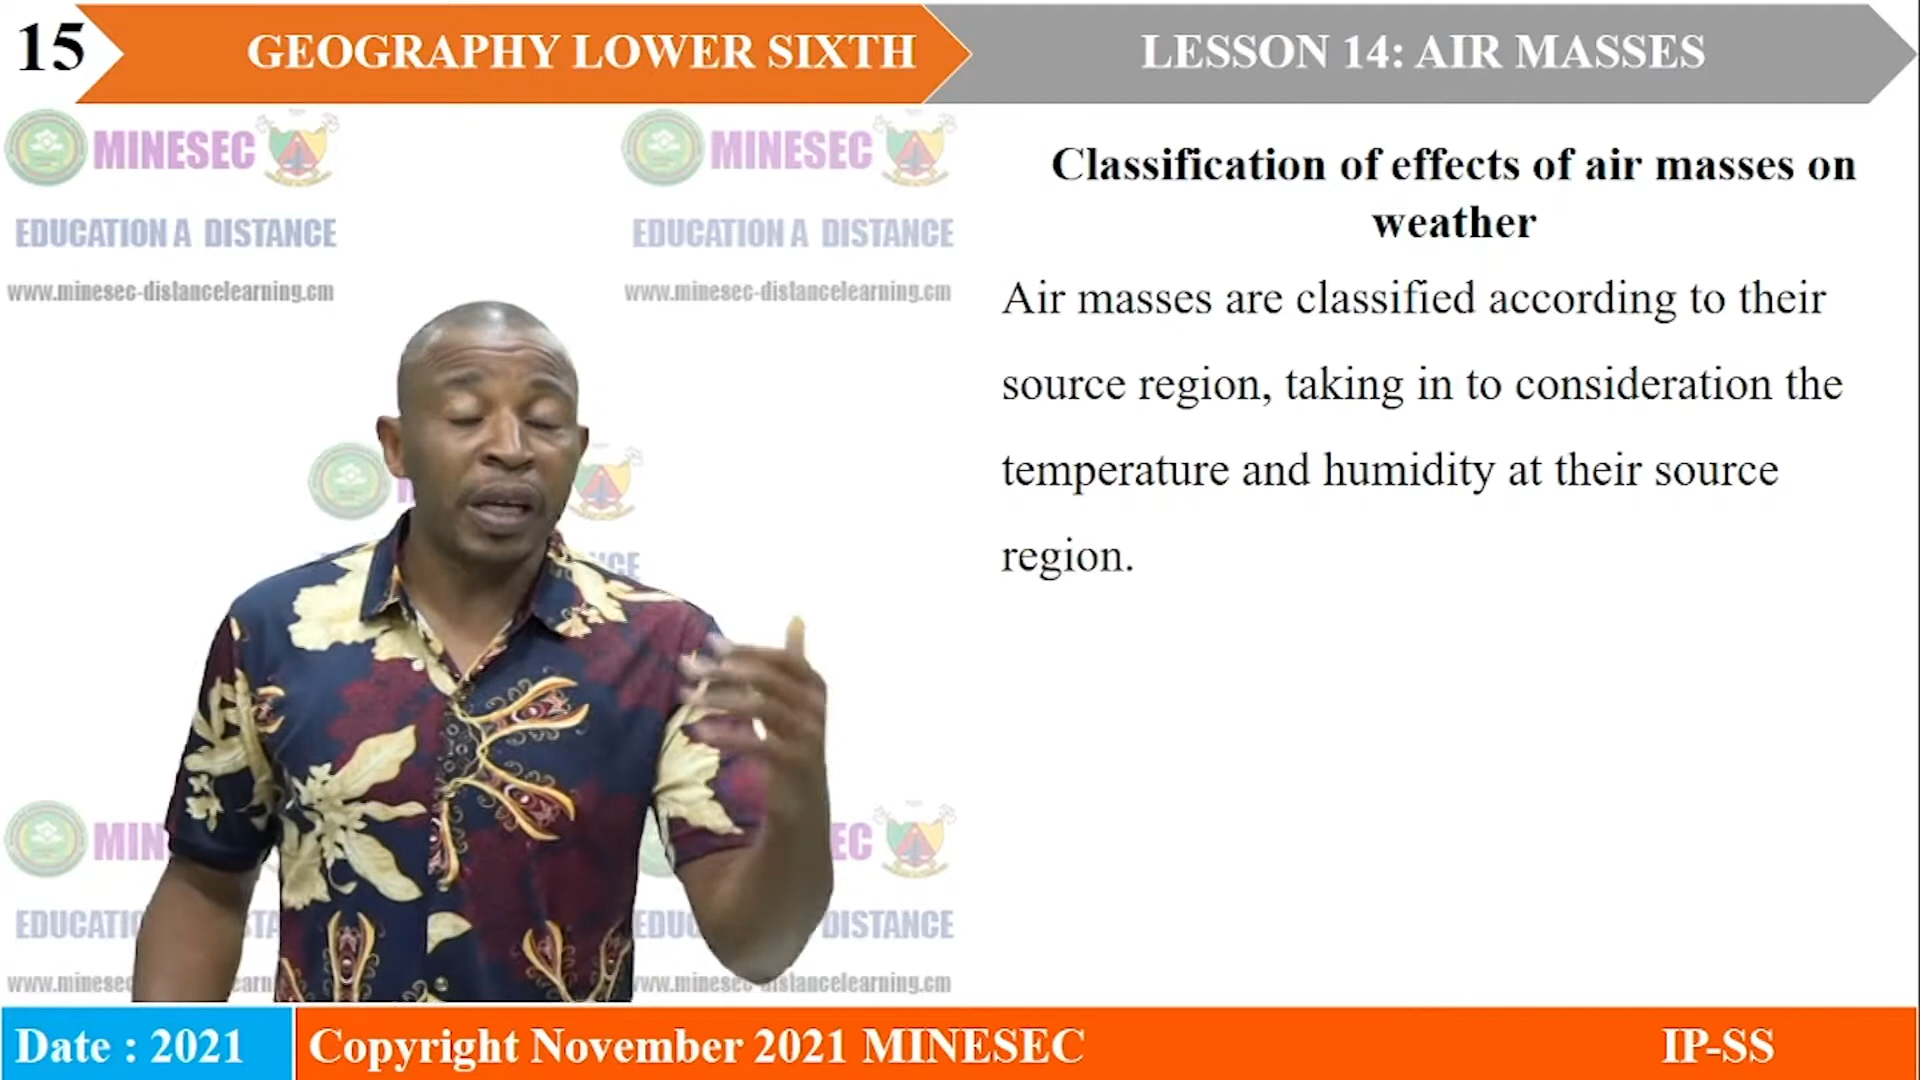 15
GEOGRAPHY LOWER SIXTH
LESSON 14: AIR MASSES
MINESEC
EDUCATION A DISTANCE
www.minesec-distancelearning.cm
MINESEC
EDUCATION A DISTANCE
www.minesec-distancelearning.cm
Classification of effects of air masses on
weather
Air masses are classified according to their
source region, taking in to consideration the
temperature and humidity at their source
region.
MIN
EC
DISTANCE
Date : 2021
Copyright November 2021 MINESEC
IP-SS